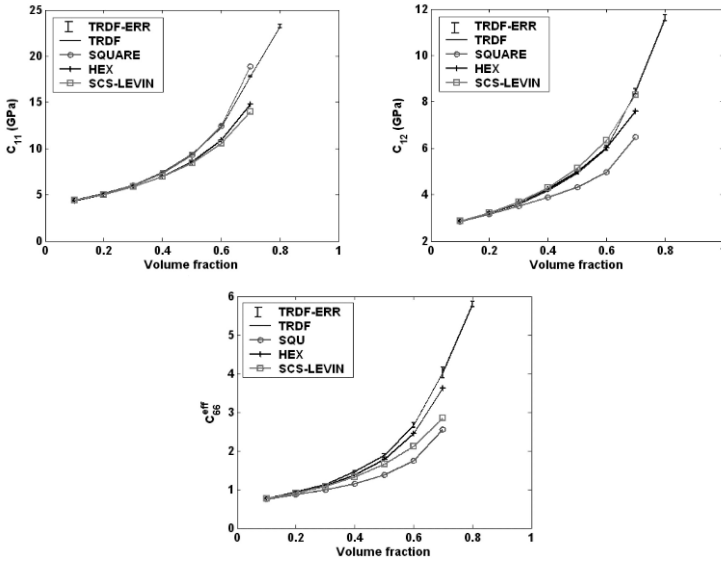 25
20
15
10
5
0
C11 (GPa)
TRDF-ERR
TRDF
SQUARE
HEX
SCS-LEVIN
0 0.2 0.4 0.6 0.8 1
Volume fraction
12
10
8
6
4
2
C12 (GPa)
TRDF-ERR
TRDF
SQUARE
HEX
SCS-LEVIN
0 0.2 0.4 0.6 0.8 1
Volume fraction
6
5
4
3
2
1
0
C66eff
TRDF-ERR
TRDF
SQU
HEX
SCS-LEVIN
0 0.2 0.4 0.6 0.8 1
Volume fraction